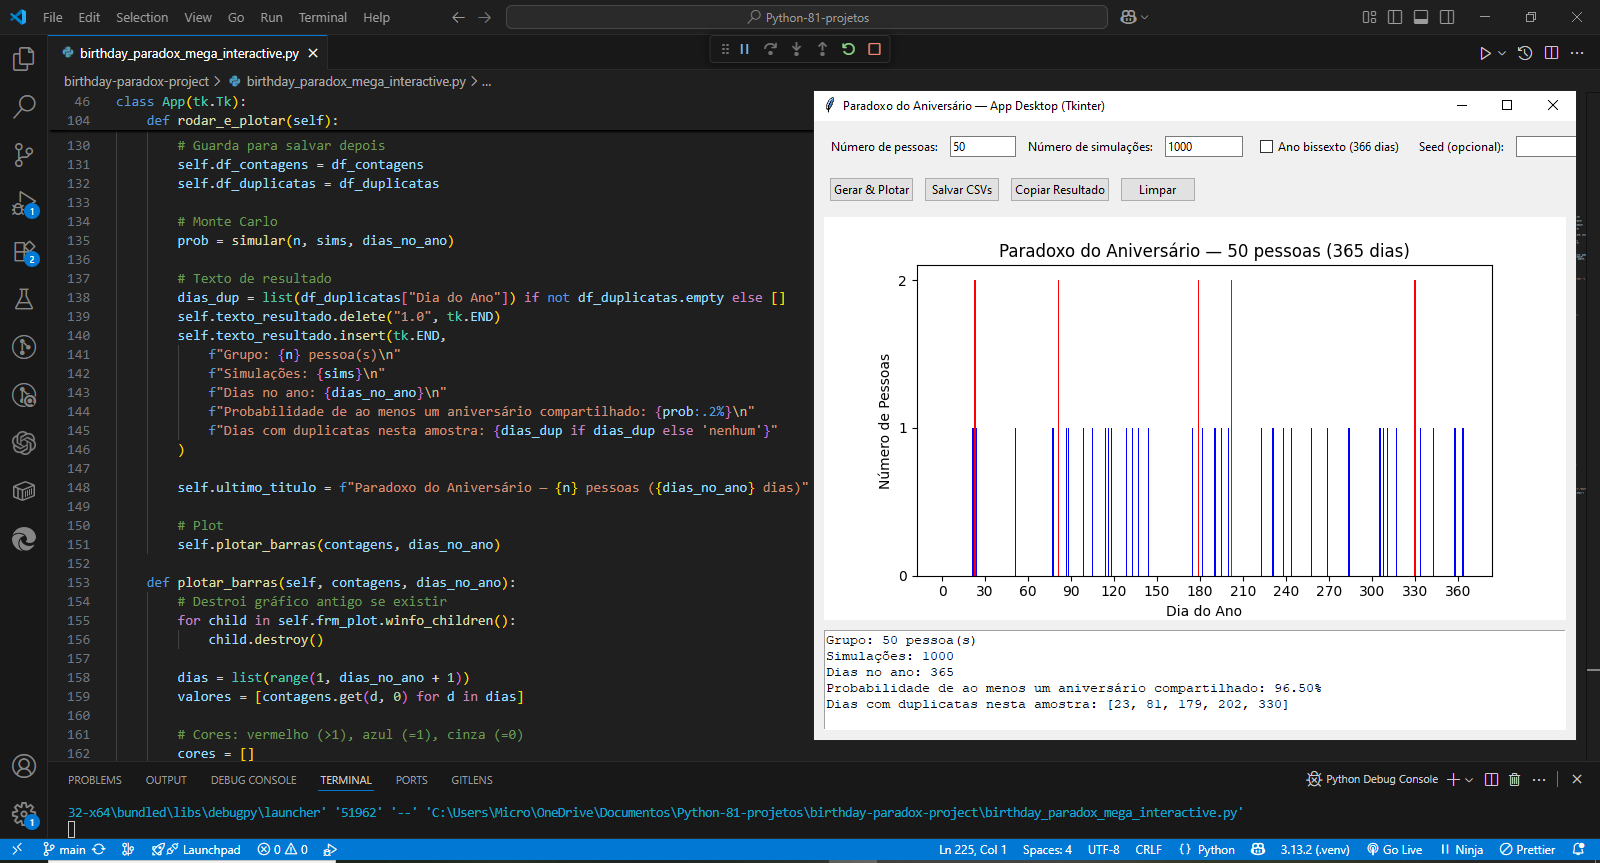 File Edit Selection View Go Run Terminal Help
Python-81-projetos
birthday_paradox_mega_interactive.py
birthday-paradox-project > birthday_paradox_mega_interactive.py > ...
46 class App(tk.Tk):
104 def rodar_e_plotar(self):
130 # Guarda para salvar depois
131 self.df_contagens = df_contagens
132 self.df_duplicatas = df_duplicatas
133
134 # Monte Carlo
135 prob = simular(n, sims, dias_no_ano)
136
137 # Texto de resultado
138 dias_dup = list(df_duplicatas["Dia do Ano"]) if not df_duplicatas.empty else []
139 self.texto_resultado.delete("1.0", tk.END)
140 self.texto_resultado.insert(tk.END,
141 f"Grupo: {n} pessoa(s)\n"
142 f"Simulações: {sims}\n"
143 f"Dias no ano: {dias_no_ano}\n"
144 f"Probabilidade de ao menos um aniversário compartilhado: {prob:.2%}\n"
145 f"Dias com duplicatas nesta amostra: {dias_dup if dias_dup else 'nenhum'}"
146 )
147
148 self.ultimo_titulo = f"Paradoxo do Aniversário — {n} pessoas ({dias_no_ano} dias)"
149
150 # Plot
151 self.plotar_barras(contagens, dias_no_ano)
152
153 def plotar_barras(self, contagens, dias_no_ano):
154 # Destroi gráfico antigo se existir
155 for child in self.frm_plot.winfo_children():
156 child.destroy()
157
158 dias = list(range(1, dias_no_ano + 1))
159 valores = [contagens.get(d, 0) for d in dias]
160
161 # Cores: vermelho (>1), azul (=1), cinza (=0)
162 cores = []
Paradoxo do Aniversário — App Desktop (Tkinter)
Número de pessoas: 50 Número de simulações: 1000 Ano bissexto (366 dias) Seed (opcional):
Gerar & Plotar Salvar CSVs Copiar Resultado Limpar
Paradoxo do Aniversário — 50 pessoas (365 dias)
2
1
0
Número de Pessoas
0 30 60 90 120 150 180 210 240 270 300 330 360
Dia do Ano
Grupo: 50 pessoa(s)
Simulações: 1000
Dias no ano: 365
Probabilidade de ao menos um aniversário compartilhado: 96.50%
Dias com duplicatas nesta amostra: [23, 81, 179, 202, 330]
1
2
1
PROBLEMS OUTPUT DEBUG CONSOLE TERMINAL PORTS GITLENS
Python Debug Console
32-x64\bundled\libs\debugpy\launcher' '51962' '--' 'C:\Users\Micro\OneDrive\Documentos\Python-81-projetos\birthday-paradox-project\birthday_paradox_mega_interactive.py'
main Launchpad 0 0 Ln 225, Col 1 Spaces: 4 UTF-8 CRLF {} Python 3.13.2 (.venv) Go Live Ninja Prettier